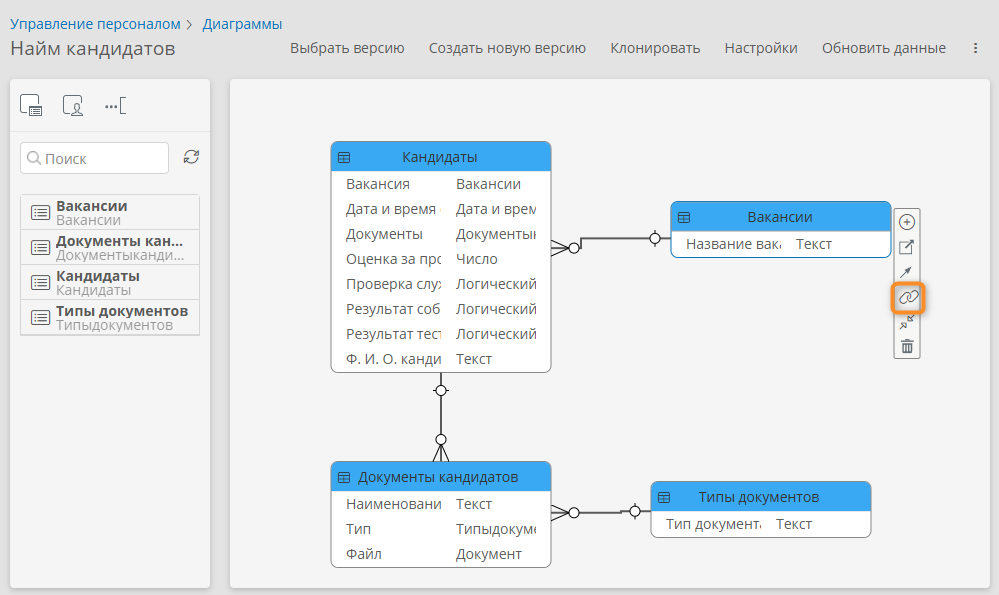 Управление персоналом > Диаграммы
Найм кандидатов
Выбрать версию Создать новую версию Клонировать Настройки Обновить данные
Поиск
Вакансии
Вакансии
Документы кан...
Документыканди...
Кандидаты
Кандидаты
Типы документов
Типыдокументов
Кандидаты
Вакансия Вакансии
Дата и время Дата и врем
Документы Документы
Оценка за про Число
Проверка слу Логический
Результат соб Логический
Результат тест Логический
Ф. И. О. канди Текст
Вакансии
Название вака Текст
Документы кандидатов
Наименовани Текст
Тип Типыдокуме
Файл Документ
Типы документов
Тип документа Текст